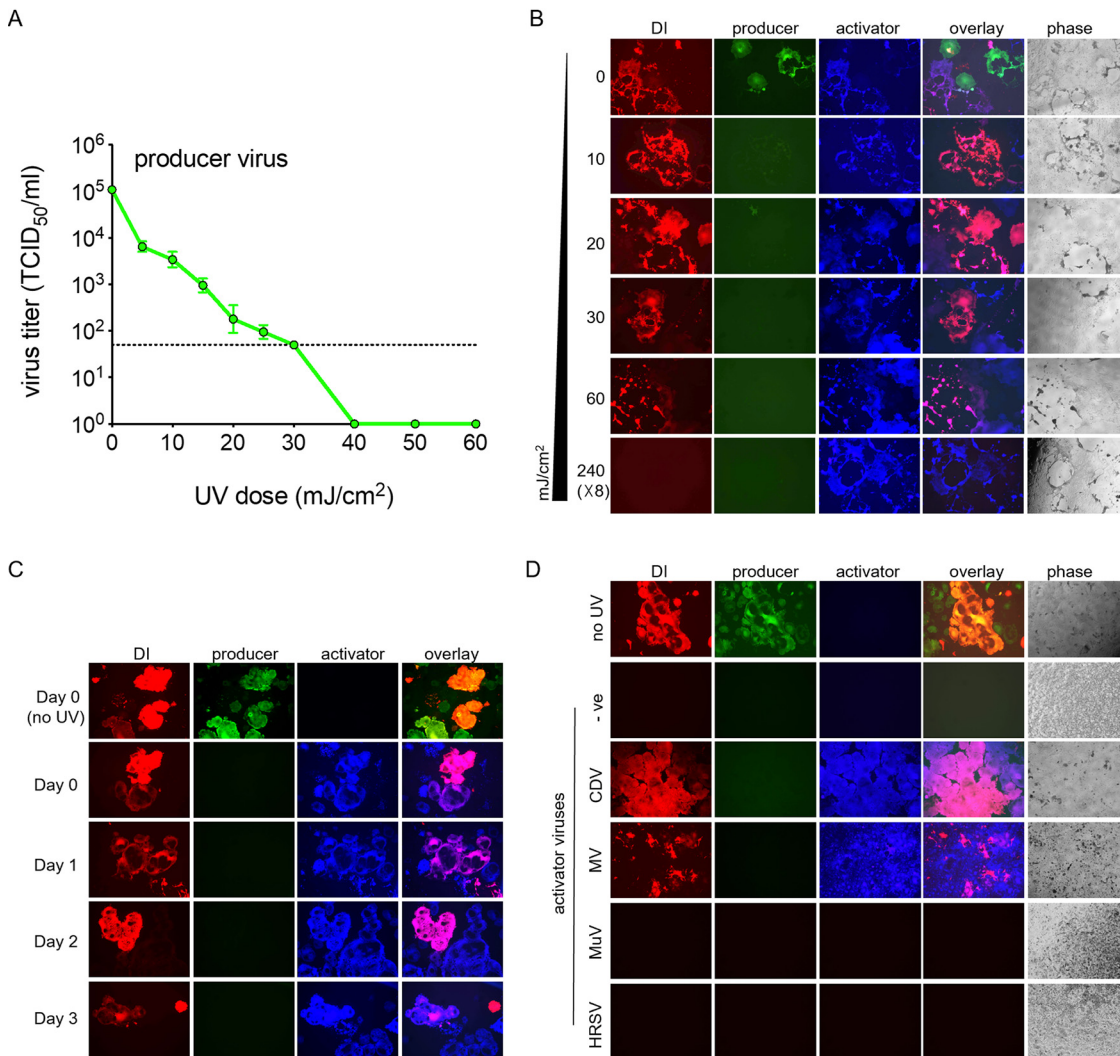 A
producer virus
virus titer (TCID50/ml)
10^6
10^5
10^4
10^3
10^2
10^1
10^0
0 10 20 30 40 50 60
UV dose (mJ/cm²)
B
DI producer activator overlay phase
0
10
20
30
60
240
(X8)
mJ/cm²
C
DI producer activator overlay
Day 0
(no UV)
Day 0
Day 1
Day 2
Day 3
D
DI producer activator overlay phase
no UV
- ve
CDV
MV
MuV
HRSV
activator viruses